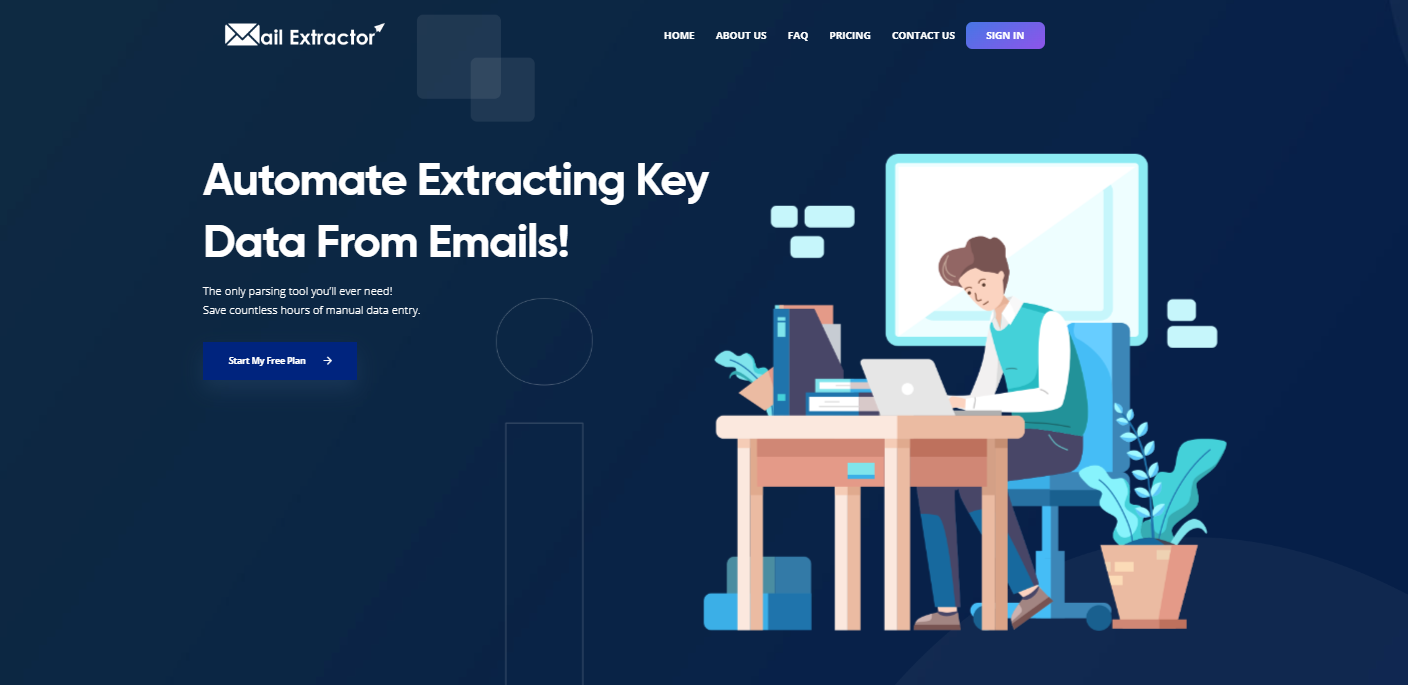 ail Extractor
HOME ABOUT US FAQ PRICING CONTACT US SIGN IN
Automate Extracting Key
Data From Emails!
The only parsing tool you'll ever need!
Save countless hours of manual data entry.
Start My Free Plan